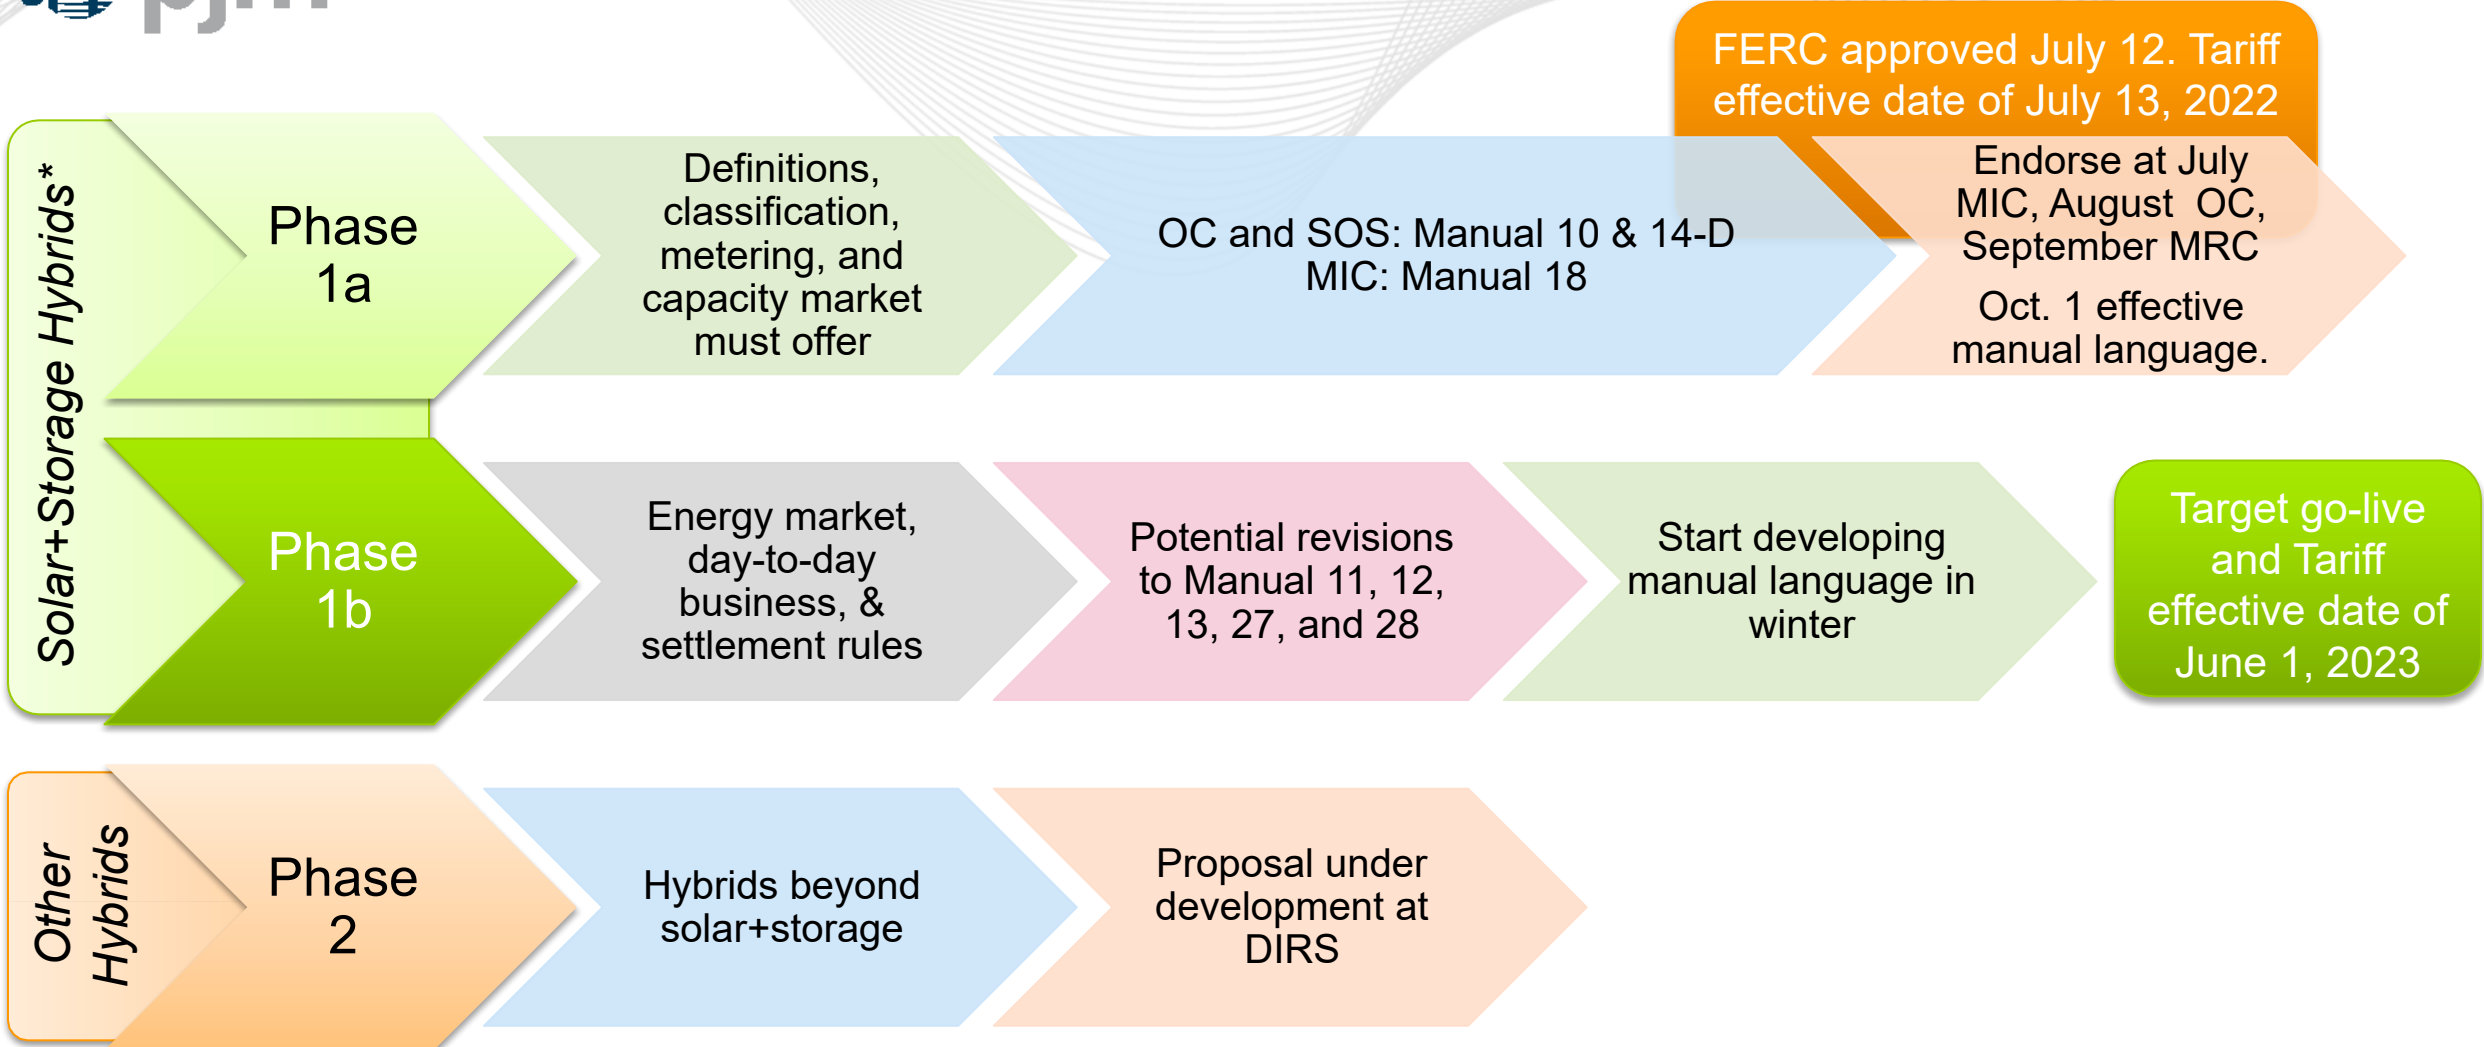 pjm
FERC approved July 12. Tariff
effective date of July 13, 2022
Solar+Storage Hybrids*
Phase
1a
Definitions,
classification,
metering, and
capacity market
must offer
OC and SOS: Manual 10 & 14-D
MIC: Manual 18
Endorse at July
MIC, August OC,
September MRC
Oct. 1 effective
manual language.
Phase
1b
Energy market,
day-to-day
business, &
settlement rules
Potential revisions
to Manual 11, 12,
13, 27, and 28
Start developing
manual language in
winter
Target go-live
and Tariff
effective date of
June 1, 2023
Other
Hybrids
Phase
2
Hybrids beyond
solar+storage
Proposal under
development at
DIRS